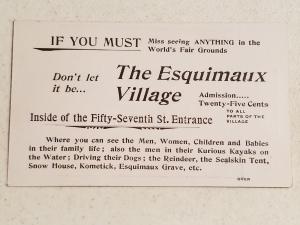 IF YOU MUST Miss seeing ANYTHING in the
World's Fair Grounds
Don't let
it be...
The Esquimaux
Village
Admission.....
Twenty-Five Cents
TO ALL
PARTS OF THE
VILLAGE
Inside of the Fifty-Seventh St. Entrance
Where you can see the Men, Women, Children and Babies
in their family life; also the men in their Kurious Kayaks on
the Water; Driving their Dogs; the Reindeer, the Sealskin Tent,
Snow House, Kometick, Esquimaux Grave, etc.
OVER